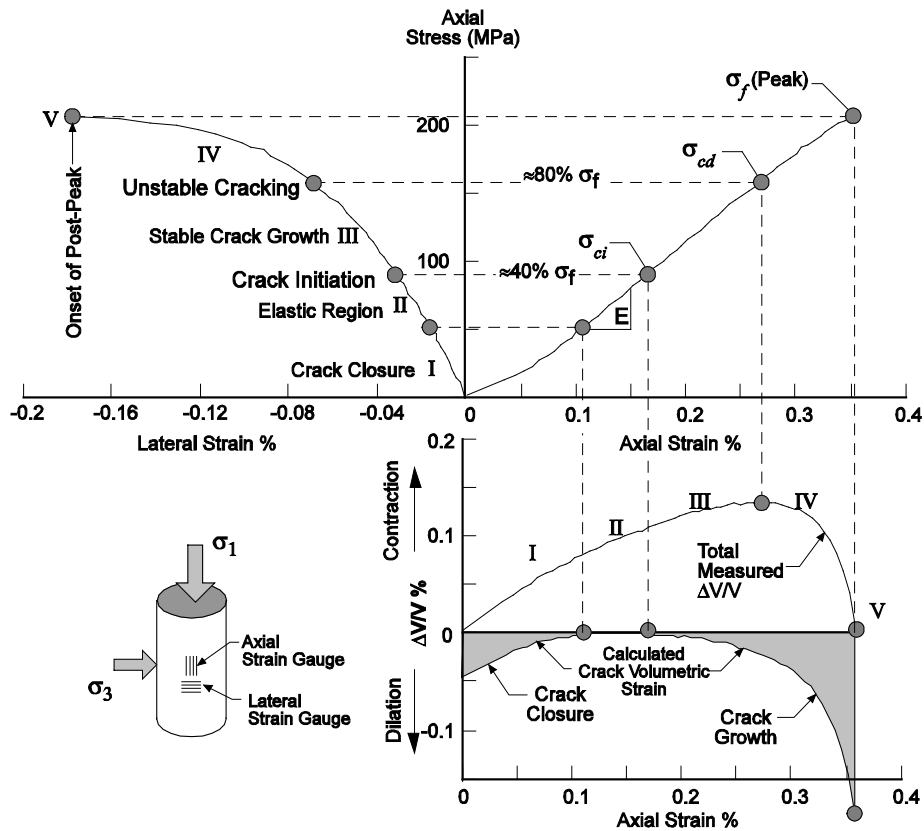 Axial
Stress (MPa)
σf (Peak)
V
200
IV
σcd
Unstable Cracking
≈80% σf
Stable Crack Growth III
σci
100
Crack Initiation
≈40% σf
Elastic Region II
E
Onset of Post-Peak
Crack Closure I
-0.2 -0.16 -0.12 -0.08 -0.04 0 0.1 0.2 0.3 0.4
Lateral Strain %
Axial Strain %
0.2
Contraction
III
IV
II
I
0.1
Total
Measured
ΔV/V
V
ΔV/V %
0
Calculated
Crack Volumetric
Strain
Crack
Closure
Dilation
-0.1
Crack
Growth
0 0.1 0.2 0.3 0.4
Axial Strain %
σ1
Axial
Strain Gauge
σ3
Lateral
Strain Gauge